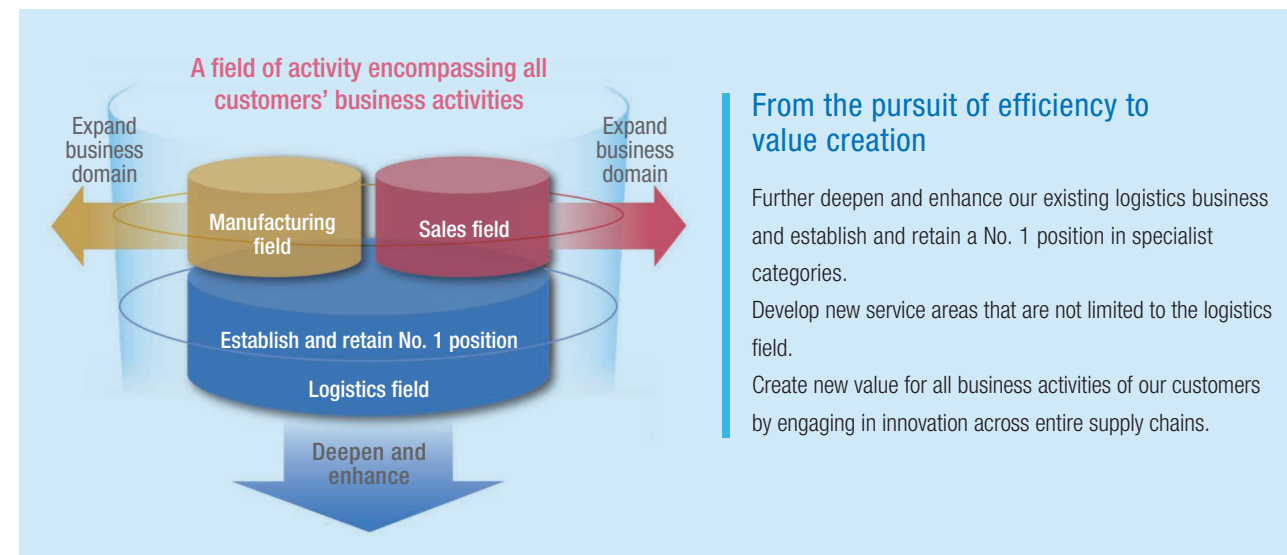 A field of activity encompassing all
customers’ business activities
Expand
business
domain
Expand
business
domain
Manufacturing
field
Sales field
Establish and retain No. 1 position
Logistics field
Deepen and
enhance
From the pursuit of efficiency to
value creation
Further deepen and enhance our existing logistics business
and establish and retain a No. 1 position in specialist
categories.
Develop new service areas that are not limited to the logistics
field.
Create new value for all business activities of our customers
by engaging in innovation across entire supply chains.